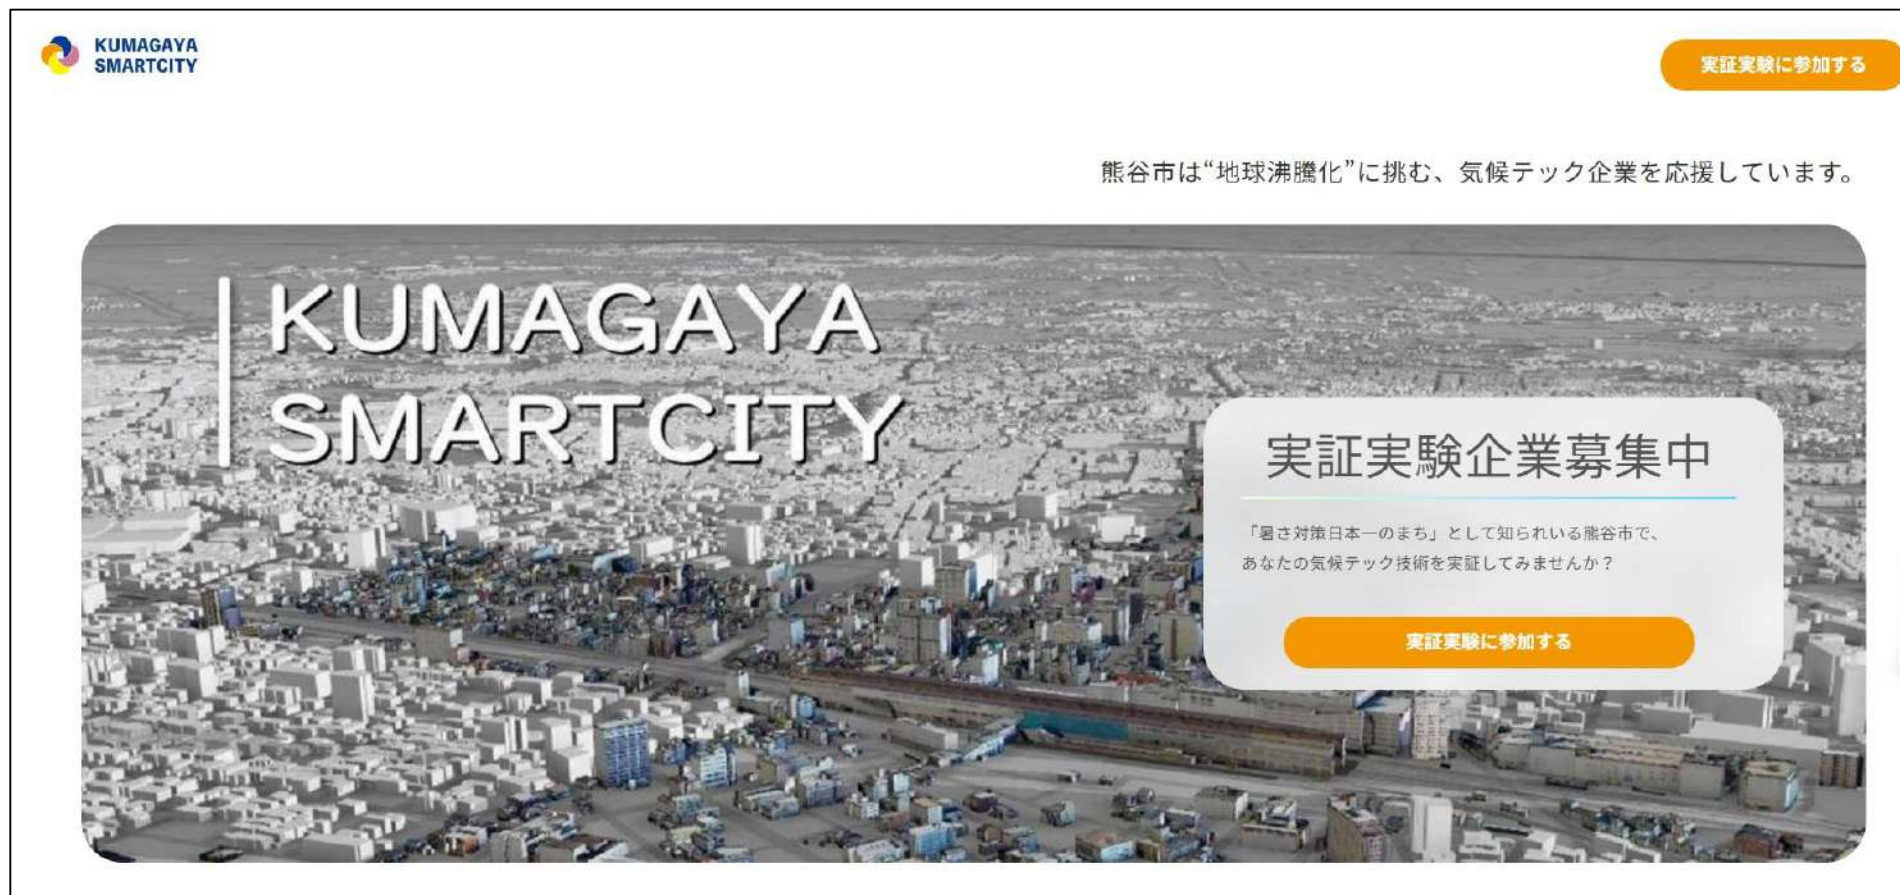 KUMAGAYA
SMARTCITY
実証実験に参加する
熊谷市は“地球沸騰化”に挑む、気候テック企業を応援しています。
KUMAGAYA
SMARTCITY
実証実験企業募集中
「暑さ対策日本一のまち」として知られいる熊谷市で、
あなたの気候テック技術を実証してみませんか？
実証実験に参加する